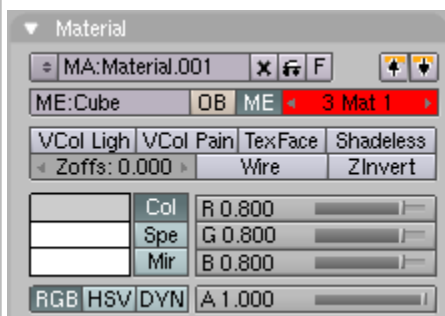 Material
MA:Material.001 F
ME:Cube OB ME 3 Mat 1
VCol Ligh VCol Pain TexFace Shadeless
Zoffs: 0.000 Wire ZInvert
Col R 0.800
Spe G 0.800
Mir B 0.800
RGB HSV DYN A 1.000